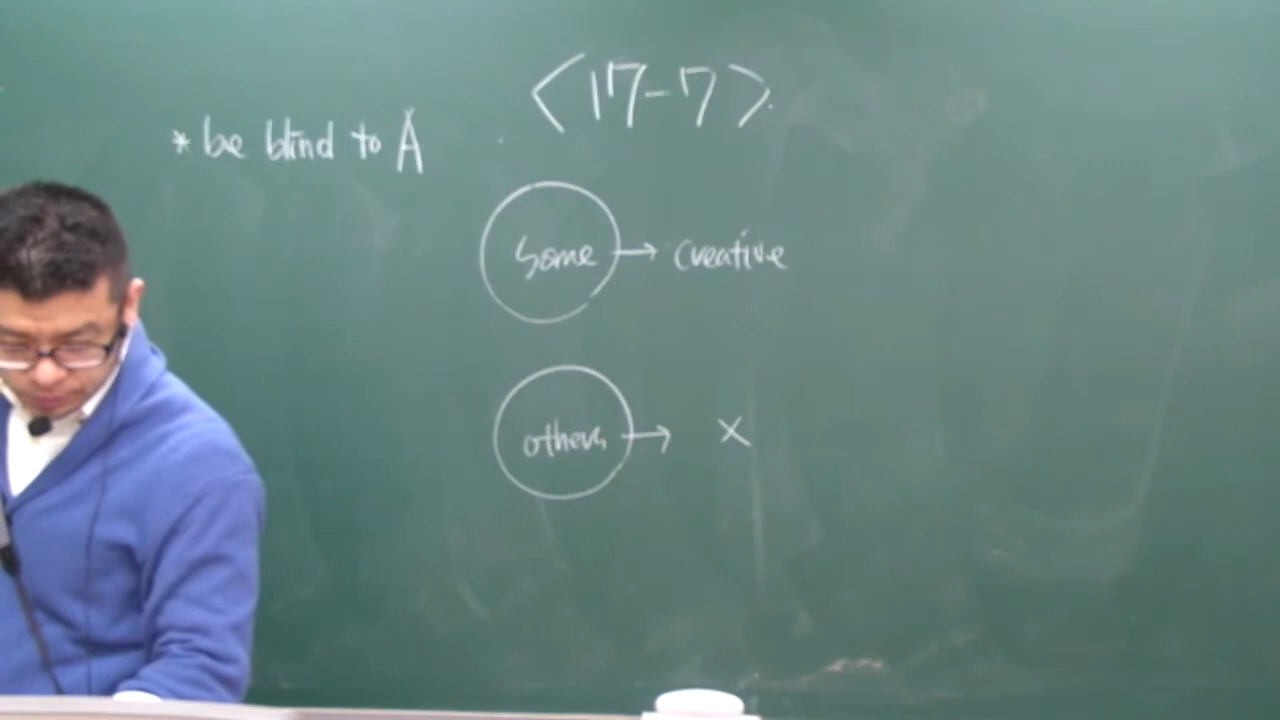 <17-7>
* be blind to A
some → creative
others → ×